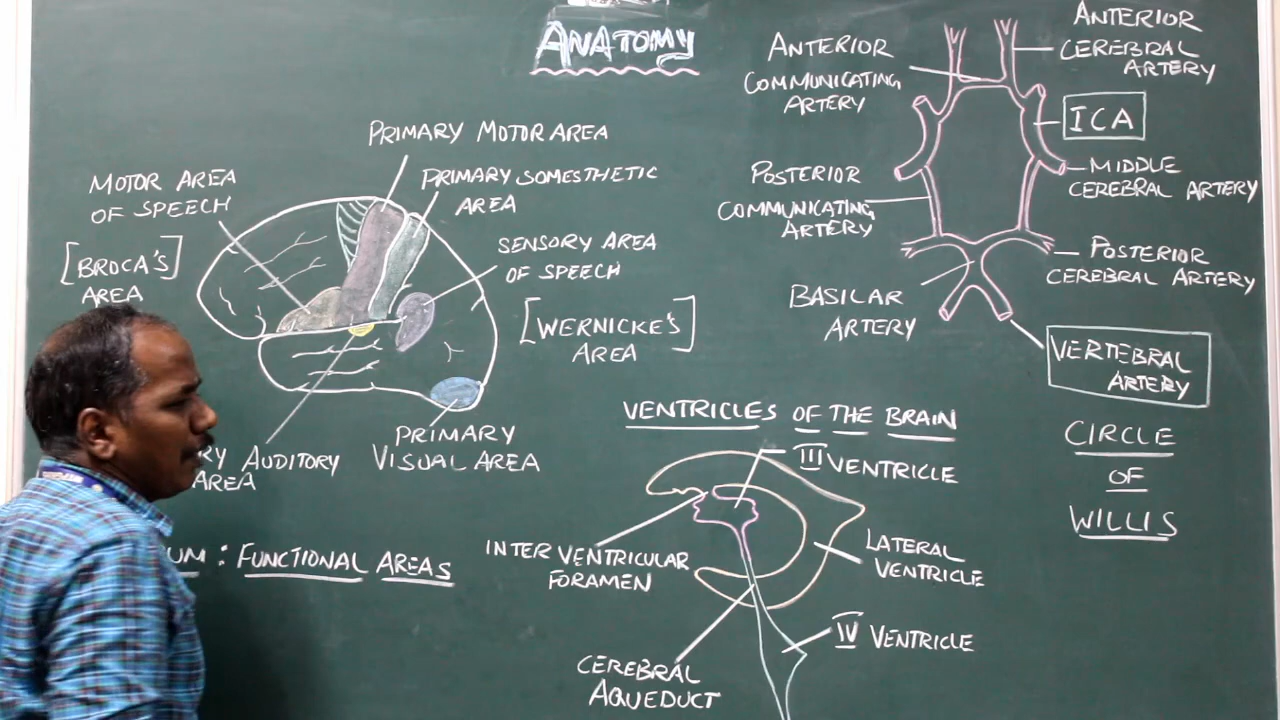 ANATOMY
PRIMARY MOTOR AREA
PRIMARY SOMESTHETIC
AREA
MOTOR AREA
OF SPEECH
[BROCA'S]
AREA
SENSORY AREA
OF SPEECH
[WERNICKE'S]
AREA
RY AUDITORY
AREA
PRIMARY
VISUAL AREA
UM : FUNCTIONAL AREAS
ANTERIOR
COMMUNICATING
ARTERY
ANTERIOR
CEREBRAL
ARTERY
ICA
MIDDLE
CEREBRAL ARTERY
POSTERIOR
COMMUNICATING
ARTERY
POSTERIOR
CEREBRAL ARTERY
BASILAR
ARTERY
VERTEBRAL
ARTERY
CIRCLE
OF
WILLIS
VENTRICLES OF THE BRAIN
III VENTRICLE
INTER VENTRICULAR
FORAMEN
LATERAL
VENTRICLE
IV VENTRICLE
CEREBRAL
AQUEDUCT